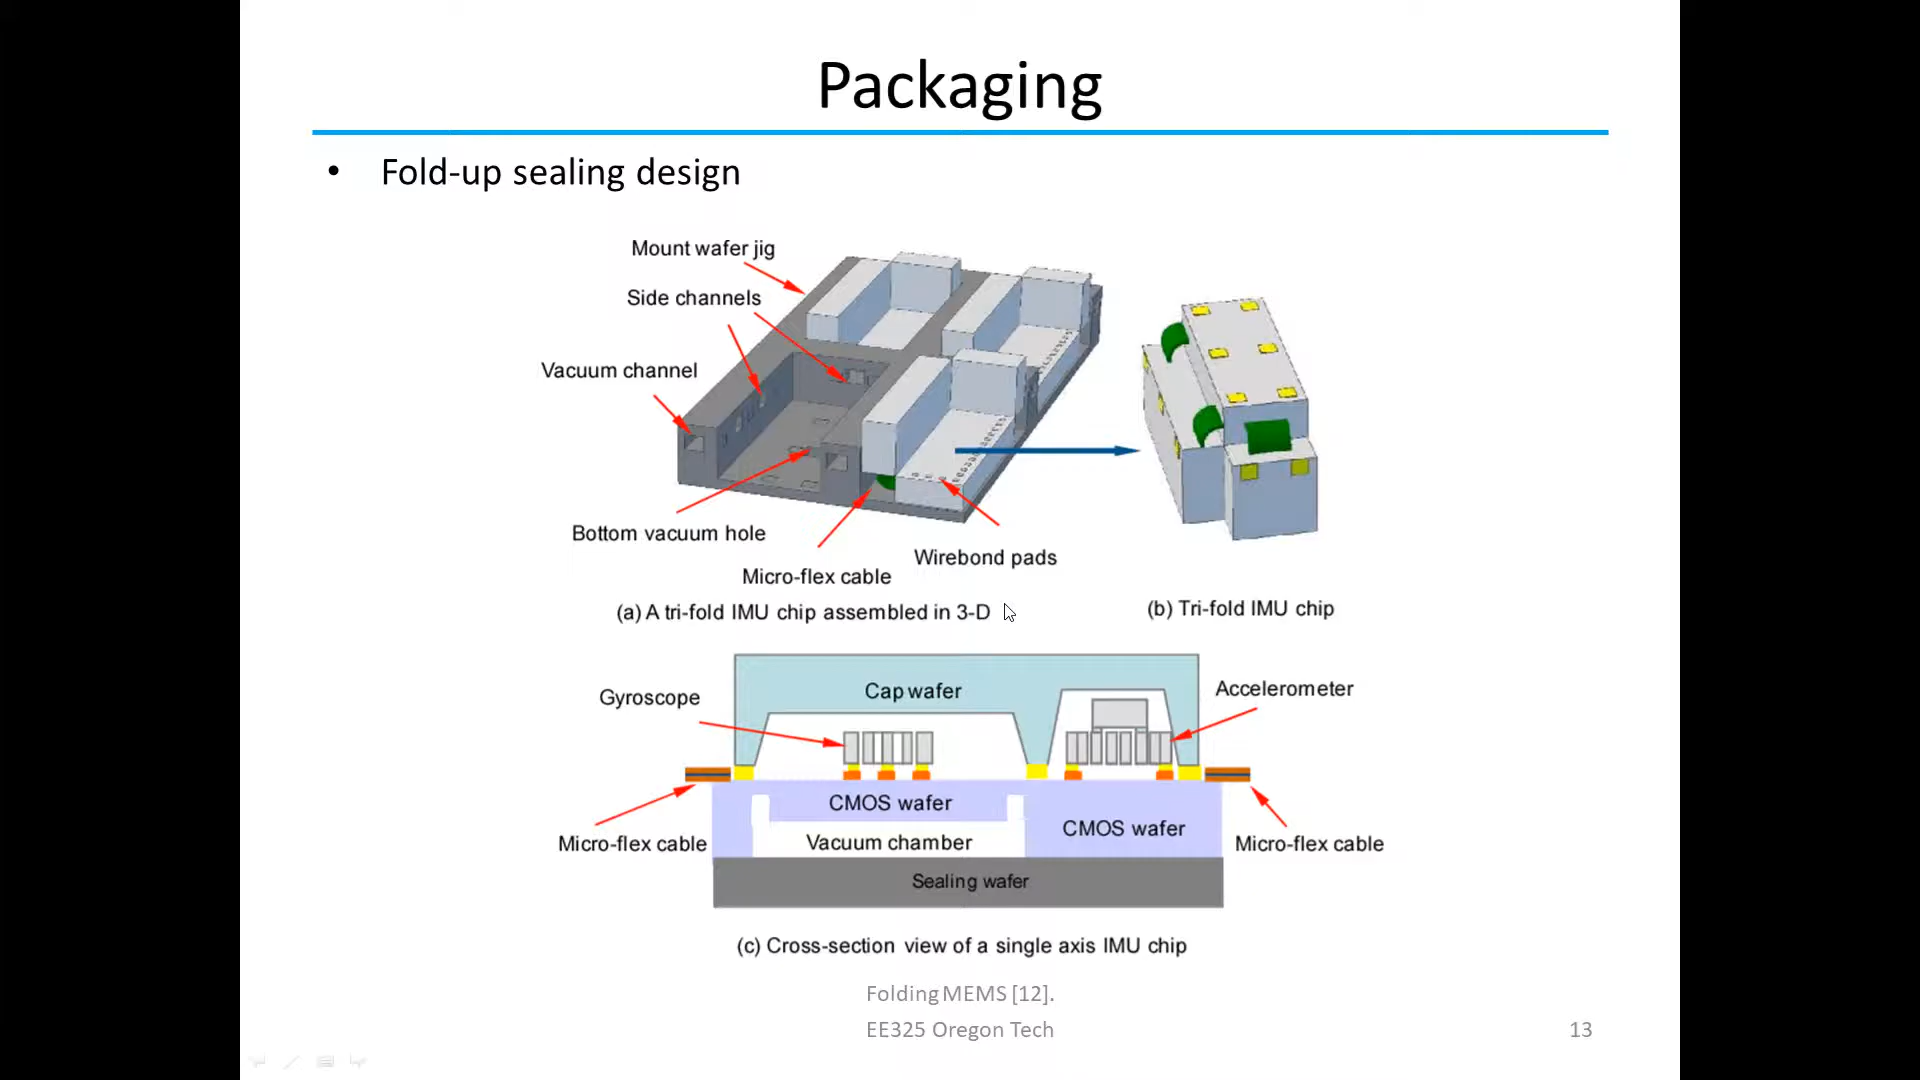 Packaging
• Fold-up sealing design
Mount wafer jig
Side channels
Vacuum channel
Bottom vacuum hole
Micro-flex cable
Wirebond pads
(a) A tri-fold IMU chip assembled in 3-D
(b) Tri-fold IMU chip
Gyroscope
Cap wafer
Accelerometer
CMOS wafer
CMOS wafer
Micro-flex cable
Vacuum chamber
Micro-flex cable
Sealing wafer
(c) Cross-section view of a single axis IMU chip
Folding MEMS [12].
EE325 Oregon Tech
13